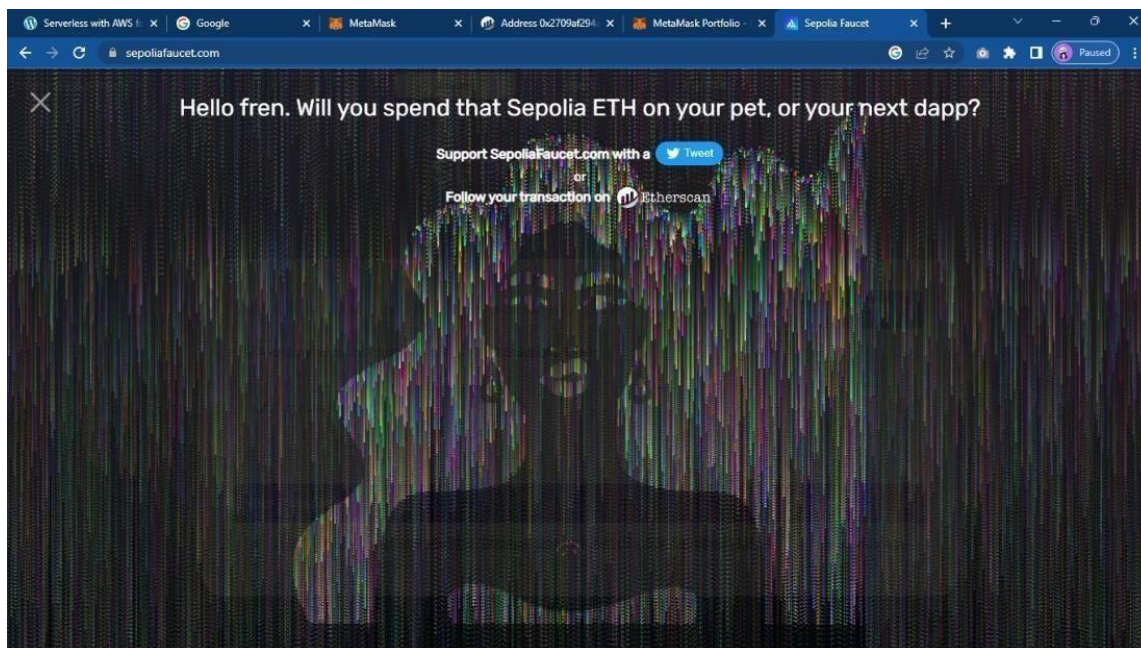 Serverless with AWS fo
Google
MetaMask
Address 0x2709af294
MetaMask Portfolio -
Sepolia Faucet
sepoliafaucet.com
Paused
Hello fren. Will you spend that Sepolia ETH on your pet, or your next dapp?
Support SepoliaFaucet.com with a Tweet
or
Follow your transaction on Etherscan